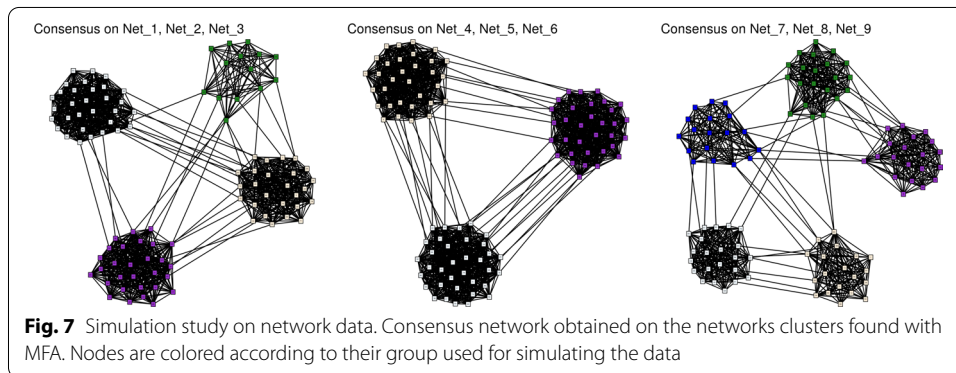 Consensus on Net_1, Net_2, Net_3
Consensus on Net_4, Net_5, Net_6
Consensus on Net_7, Net_8, Net_9
Fig. 7 Simulation study on network data. Consensus network obtained on the networks clusters found with
MFA. Nodes are colored according to their group used for simulating the data